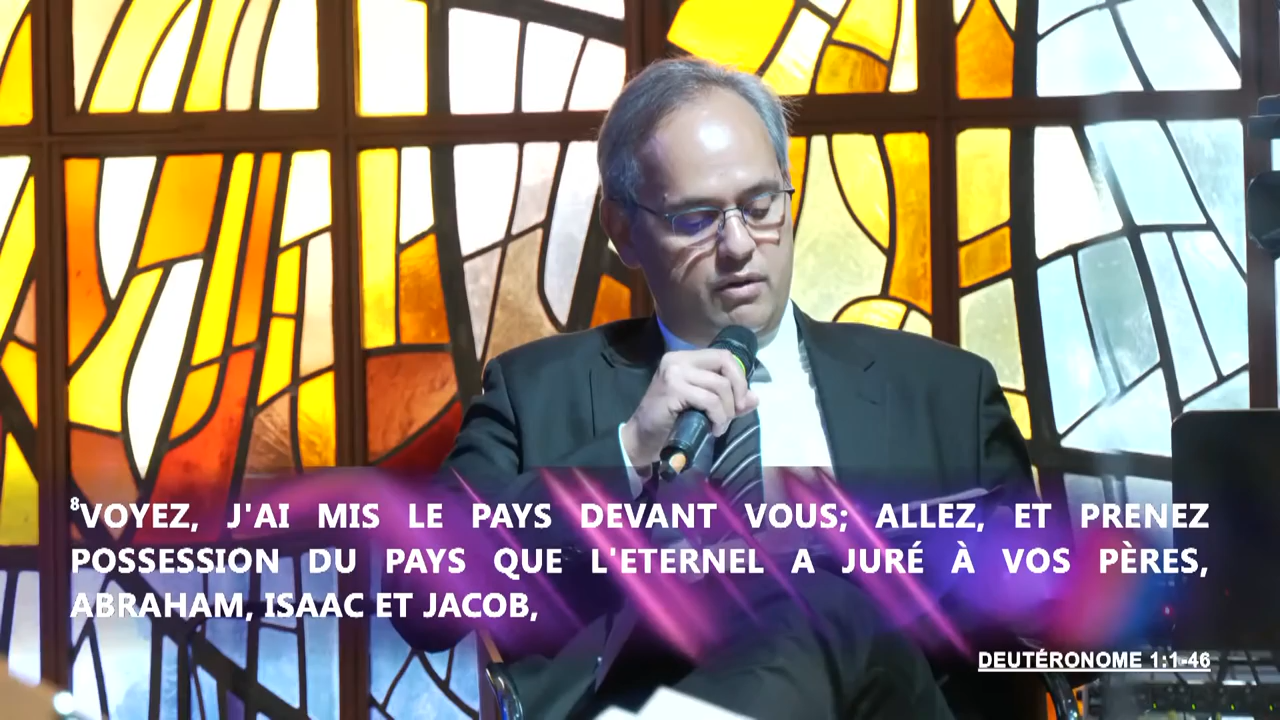 ⁸VOYEZ, J'AI MIS LE PAYS DEVANT VOUS; ALLEZ, ET PRENEZ
POSSESSION DU PAYS QUE L'ETERNEL A JURÉ À VOS PÈRES,
ABRAHAM, ISAAC ET JACOB,
DEUTÉRONOME 1:1-46